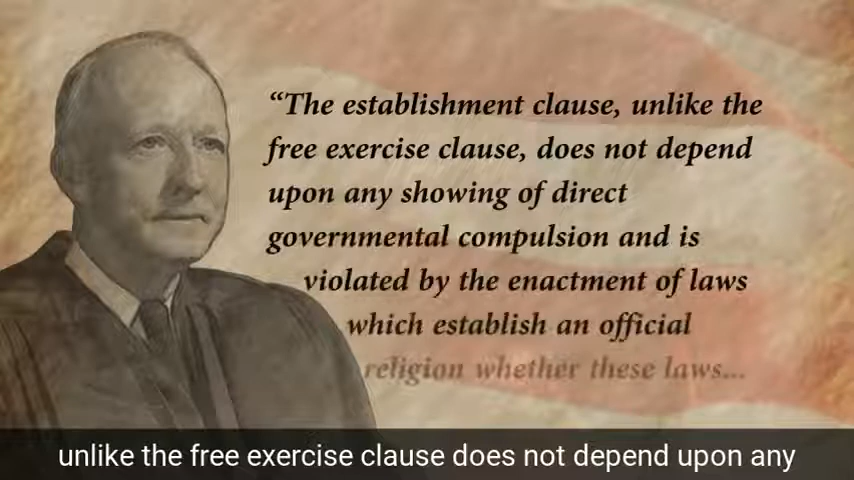 “The establishment clause, unlike the
free exercise clause, does not depend
upon any showing of direct
governmental compulsion and is
violated by the enactment of laws
which establish an official
religion whether these laws...
unlike the free exercise clause does not depend upon any